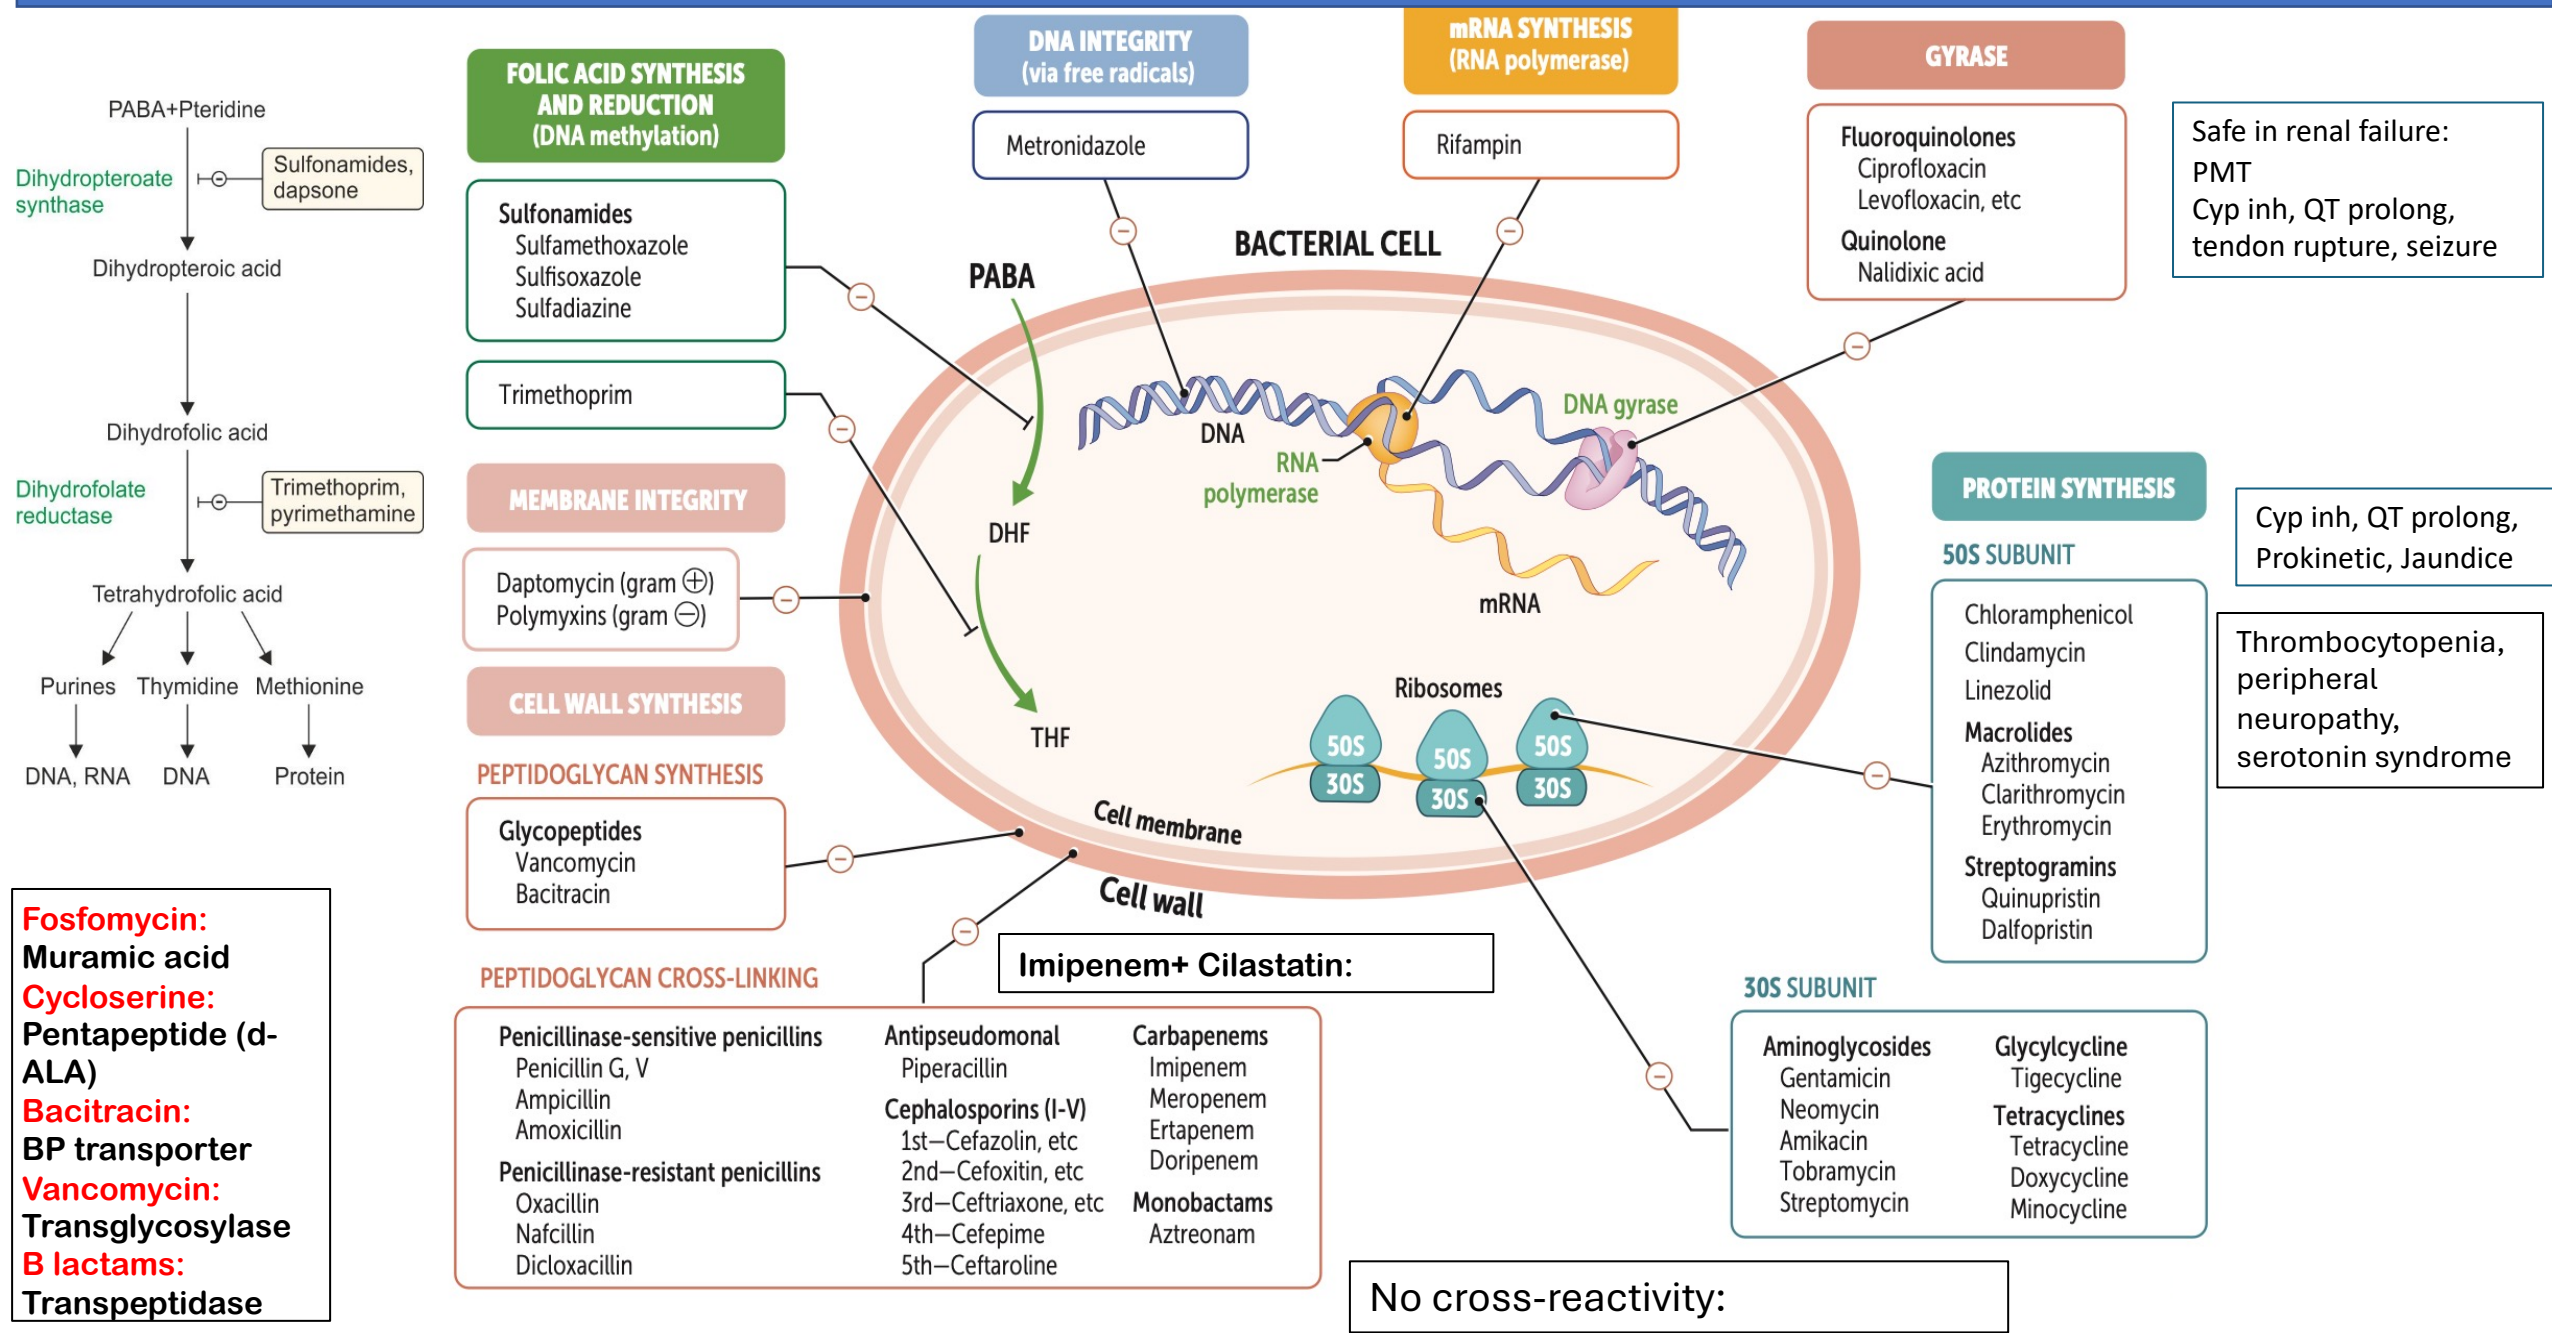 PABA+Pteridine
Dihydropteroate
synthase
Sulfonamides,
dapsone
Dihydropteroic acid
Dihydrofolic acid
Dihydrofolate
reductase
Trimethoprim,
pyrimethamine
Tetrahydrofolic acid
Purines Thymidine Methionine
DNA, RNA DNA Protein
Fosfomycin:
Muramic acid
Cycloserine:
Pentapeptide (d-
ALA)
Bacitracin:
BP transporter
Vancomycin:
Transglycosylase
B lactams:
Transpeptidase
FOLIC ACID SYNTHESIS
AND REDUCTION
(DNA methylation)
Sulfonamides
Sulfamethoxazole
Sulfisoxazole
Sulfadiazine
Trimethoprim
MEMBRANE INTEGRITY
Daptomycin (gram ⊕)
Polymyxins (gram ⊖)
CELL WALL SYNTHESIS
PEPTIDOGLYCAN SYNTHESIS
Glycopeptides
Vancomycin
Bacitracin
PEPTIDOGLYCAN CROSS-LINKING
Penicillinase-sensitive penicillins
Penicillin G, V
Ampicillin
Amoxicillin
Penicillinase-resistant penicillins
Oxacillin
Nafcillin
Dicloxacillin
Antipseudomonal
Piperacillin
Cephalosporins (I-V)
1st—Cefazolin, etc
2nd—Cefoxitin, etc
3rd—Ceftriaxone, etc
4th—Cefepime
5th—Ceftaroline
Carbapenems
Imipenem
Meropenem
Ertapenem
Doripenem
Monobactams
Aztreonam
DNA INTEGRITY
(via free radicals)
Metronidazole
mRNA SYNTHESIS
(RNA polymerase)
Rifampin
GYRASE
Fluoroquinolones
Ciprofloxacin
Levofloxacin, etc
Quinolone
Nalidixic acid
Safe in renal failure:
PMT
Cyp inh, QT prolong,
tendon rupture, seizure
BACTERIAL CELL
PABA
DHF
THF
DNA
RNA
polymerase
DNA gyrase
mRNA
Ribosomes
50S
30S
50S
30S
50S
30S
Cell membrane
Cell wall
Imipenem+ Cilastatin:
PROTEIN SYNTHESIS
50S SUBUNIT
Chloramphenicol
Clindamycin
Linezolid
Macrolides
Azithromycin
Clarithromycin
Erythromycin
Streptogramins
Quinupristin
Dalfopristin
Cyp inh, QT prolong,
Prokinetic, Jaundice
Thrombocytopenia,
peripheral
neuropathy,
serotonin syndrome
30S SUBUNIT
Aminoglycosides
Gentamicin
Neomycin
Amikacin
Tobramycin
Streptomycin
Glycylcycline
Tigecycline
Tetracyclines
Tetracycline
Doxycycline
Minocycline
No cross-reactivity: